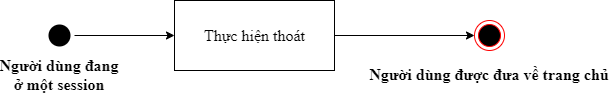 Thực hiện thoát
Người dùng đang
ở một session
Người dùng được đưa về trang chủ